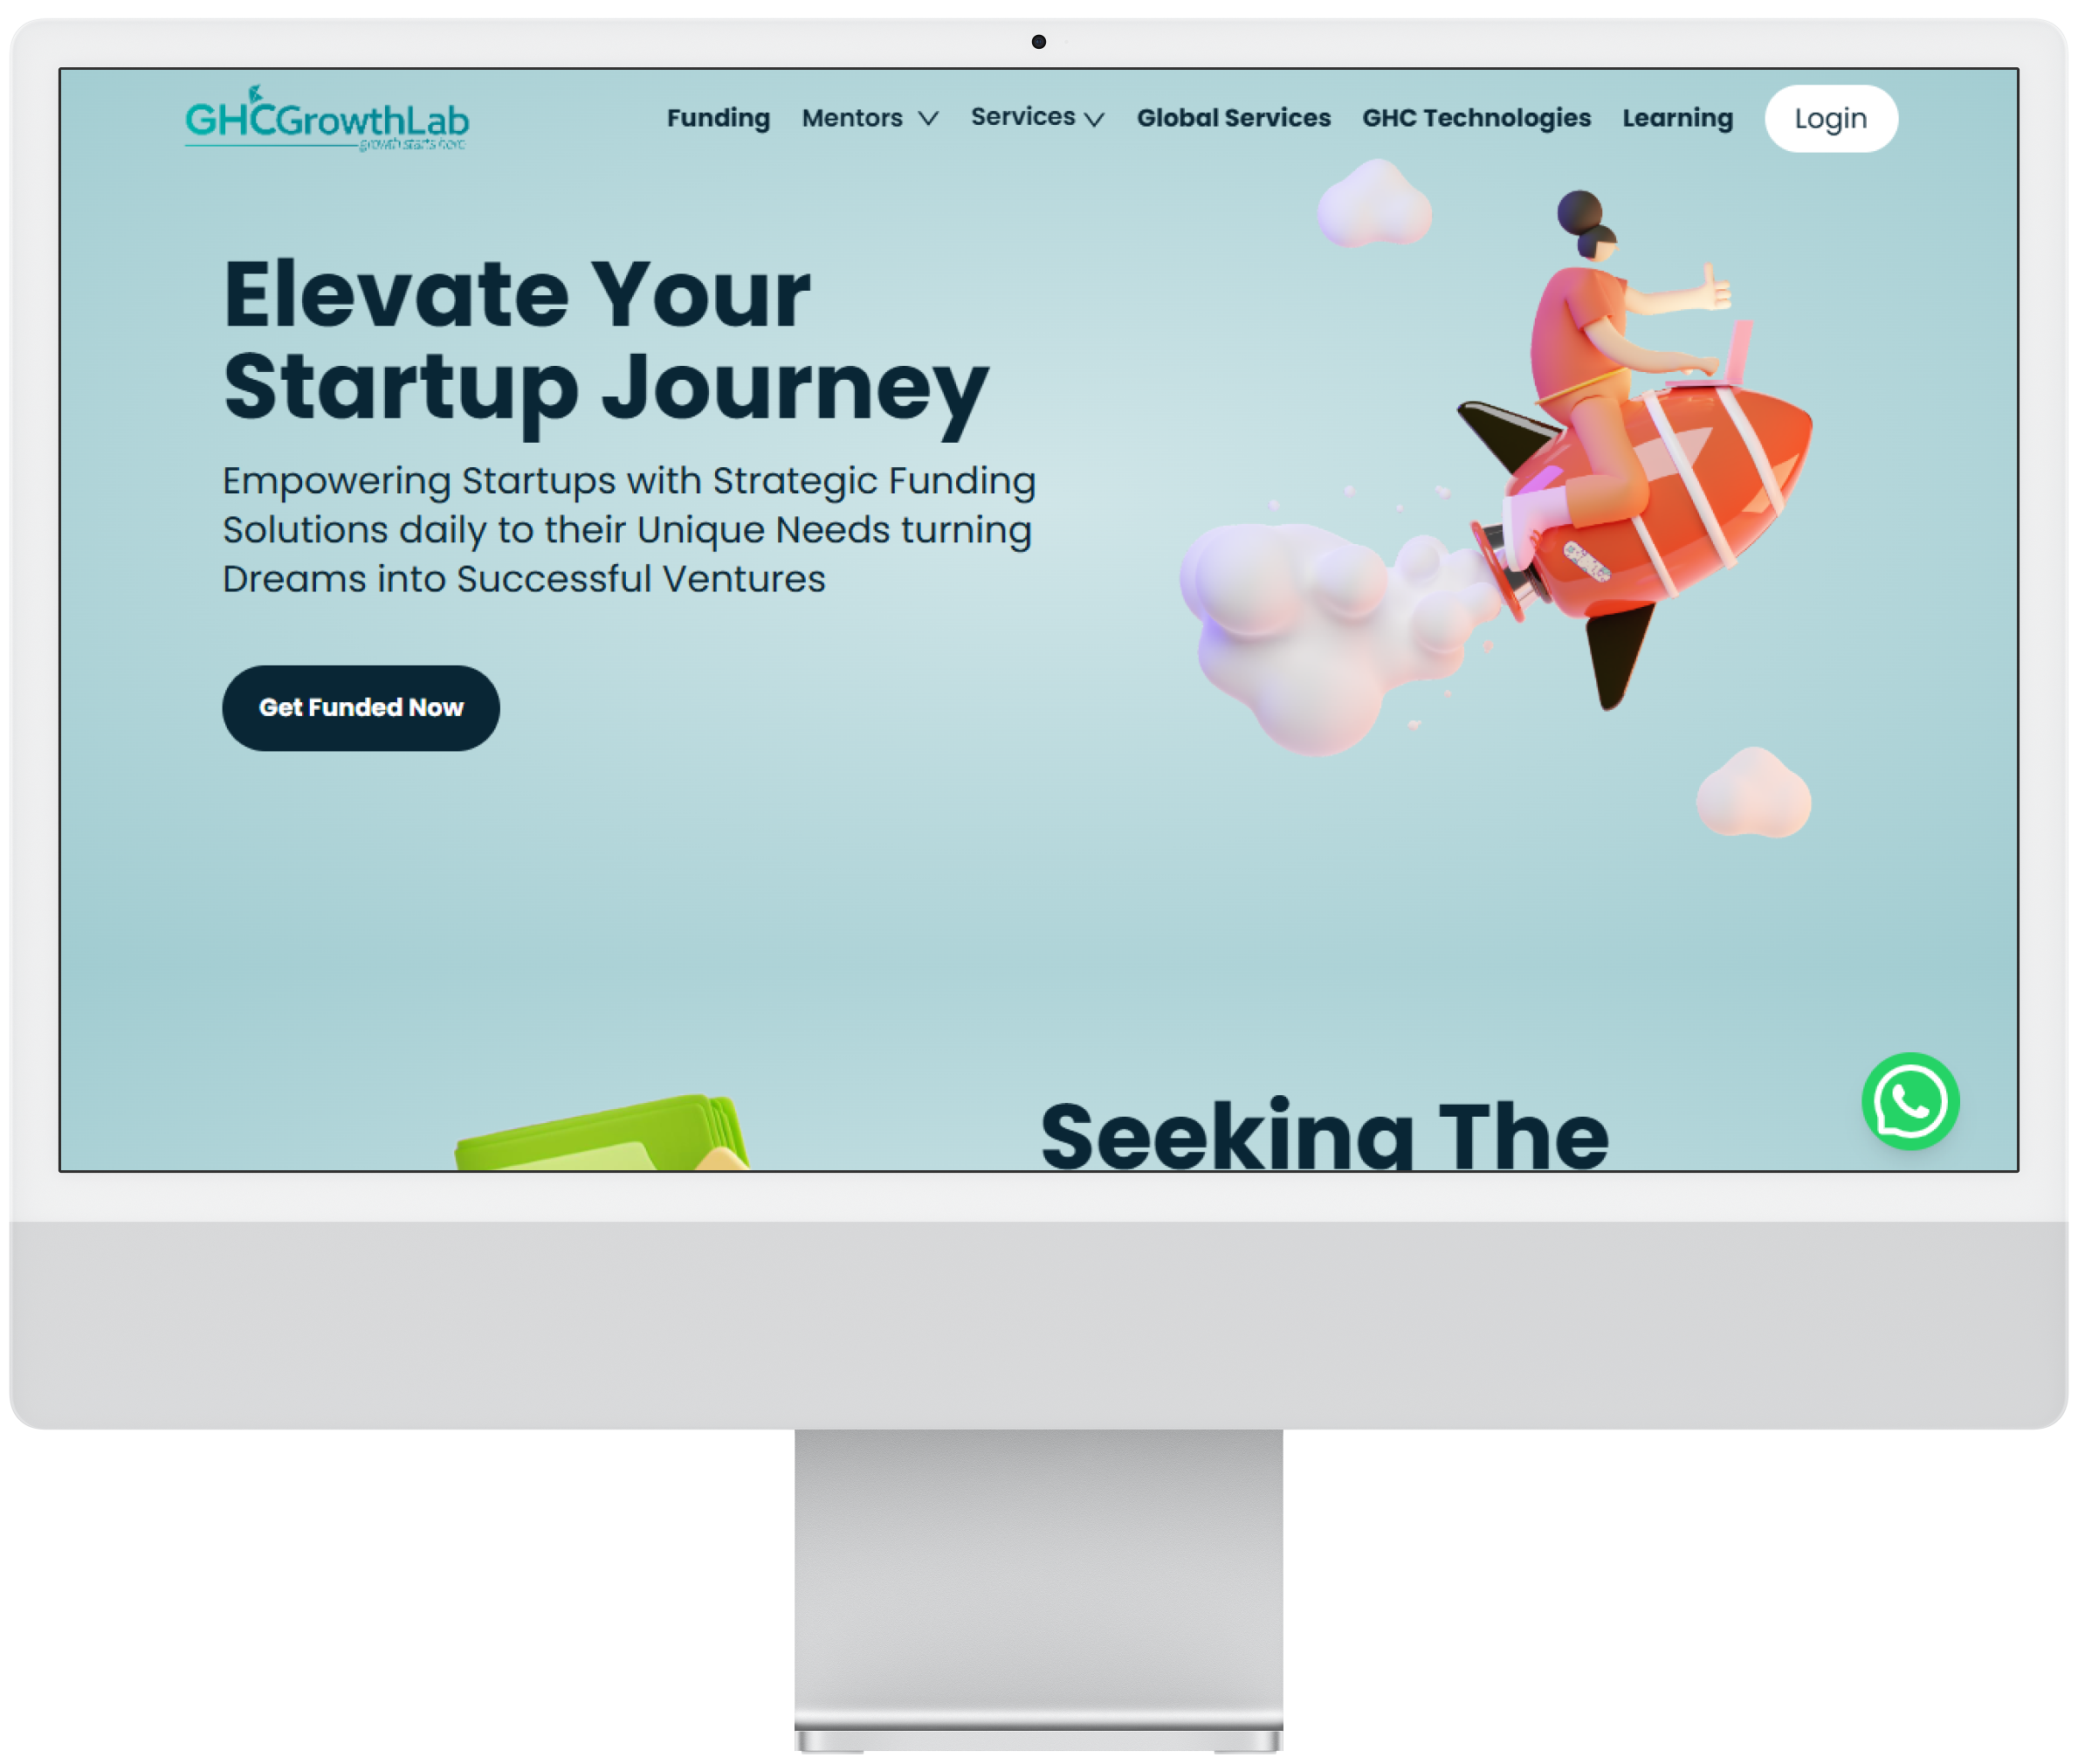 GHCGrowthLab
growth starts here
Funding Mentors Services Global Services GHC Technologies Learning Login
Elevate Your
Startup Journey
Empowering Startups with Strategic Funding
Solutions daily to their Unique Needs turning
Dreams into Successful Ventures
Get Funded Now
Seeking The